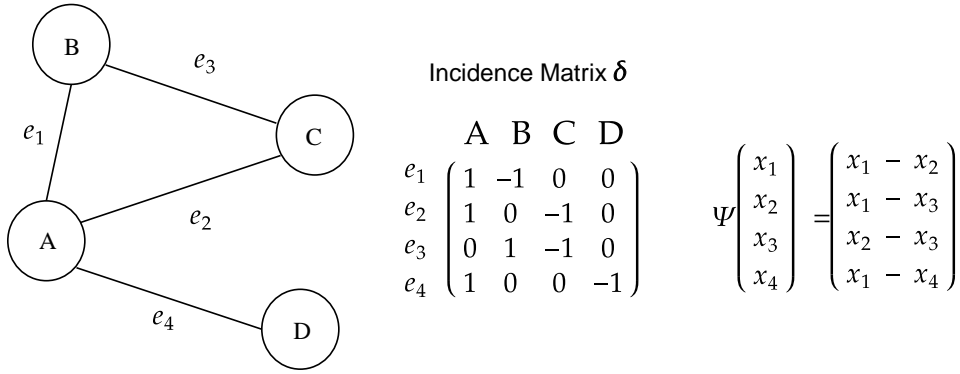 B
e₃
e₁
C
e₂
A
e₄
D
Incidence Matrix δ
A B C D
e₁ 1 –1 0 0
e₂ 1 0 –1 0
e₃ 0 1 –1 0
e₄ 1 0 0 –1
Ψ(x₁ x₂ x₃ x₄) =
x₁ – x₂
x₁ – x₃
x₂ – x₃
x₁ – x₄